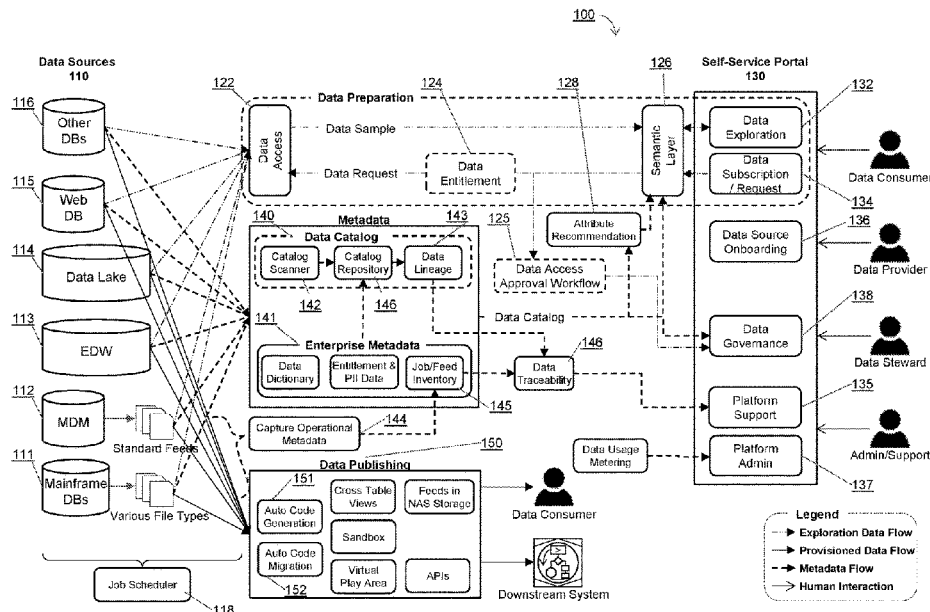 100
Data Sources
110
Self-Service Portal
130
116
Other
DBs
115
Web
DB
114
Data Lake
113
EDW
112
MDM
Standard Feeds
111
Mainframe
DBs
Various File Types
Job Scheduler
118
122
124
128
126
Data Preparation
Data
Access
Data Sample
Data Request
Data
Entitlement
Semantic
Layer
132
Data
Exploration
Data
Subscription
/ Request
134
Data Consumer
Metadata
140
143
Data Catalog
Catalog
Scanner
Catalog
Repository
Data
Lineage
142
146
125
Attribute
Recommendation
Data Access
Approval Workflow
136
Data Source
Onboarding
Data Provider
Data Catalog
141
Enterprise Metadata
Data
Dictionary
Entitlement &
PII Data
Job/Feed
Inventory
145
146
Data
Traceability
138
Data
Governance
Data Steward
135
Platform
Support
Platform
Admin
137
Admin/Support
Capture Operational
Metadata
144
150
Data Publishing
151
Auto Code
Generation
Cross Table
Views
Feeds in
NAS Storage
Sandbox
Auto Code
Migration
152
Virtual
Play Area
APIs
Data Usage
Metering
Data Consumer
Downstream System
Legend
Exploration Data Flow
Provisioned Data Flow
Metadata Flow
Human Interaction